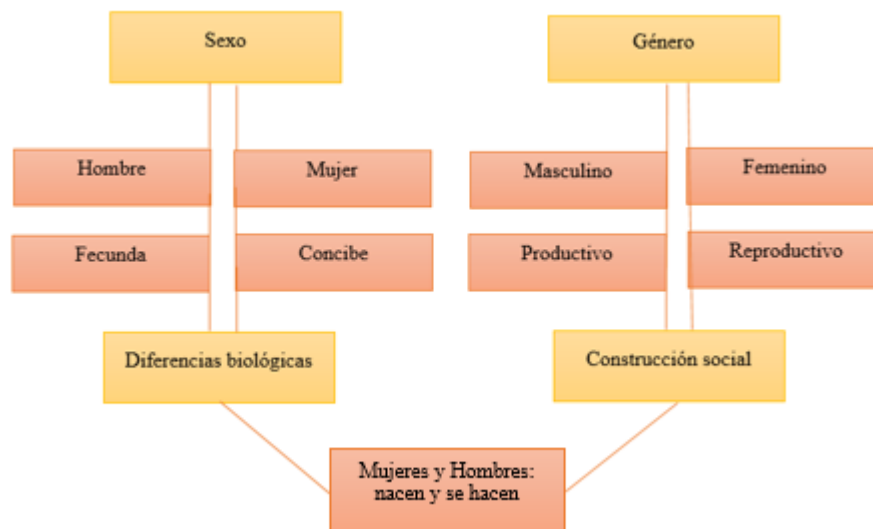 Sexo
Género
Hombre
Mujer
Masculino
Femenino
Fecunda
Concibe
Productivo
Reproductivo
Diferencias biológicas
Construcción social
Mujeres y Hombres:
nacen y se hacen